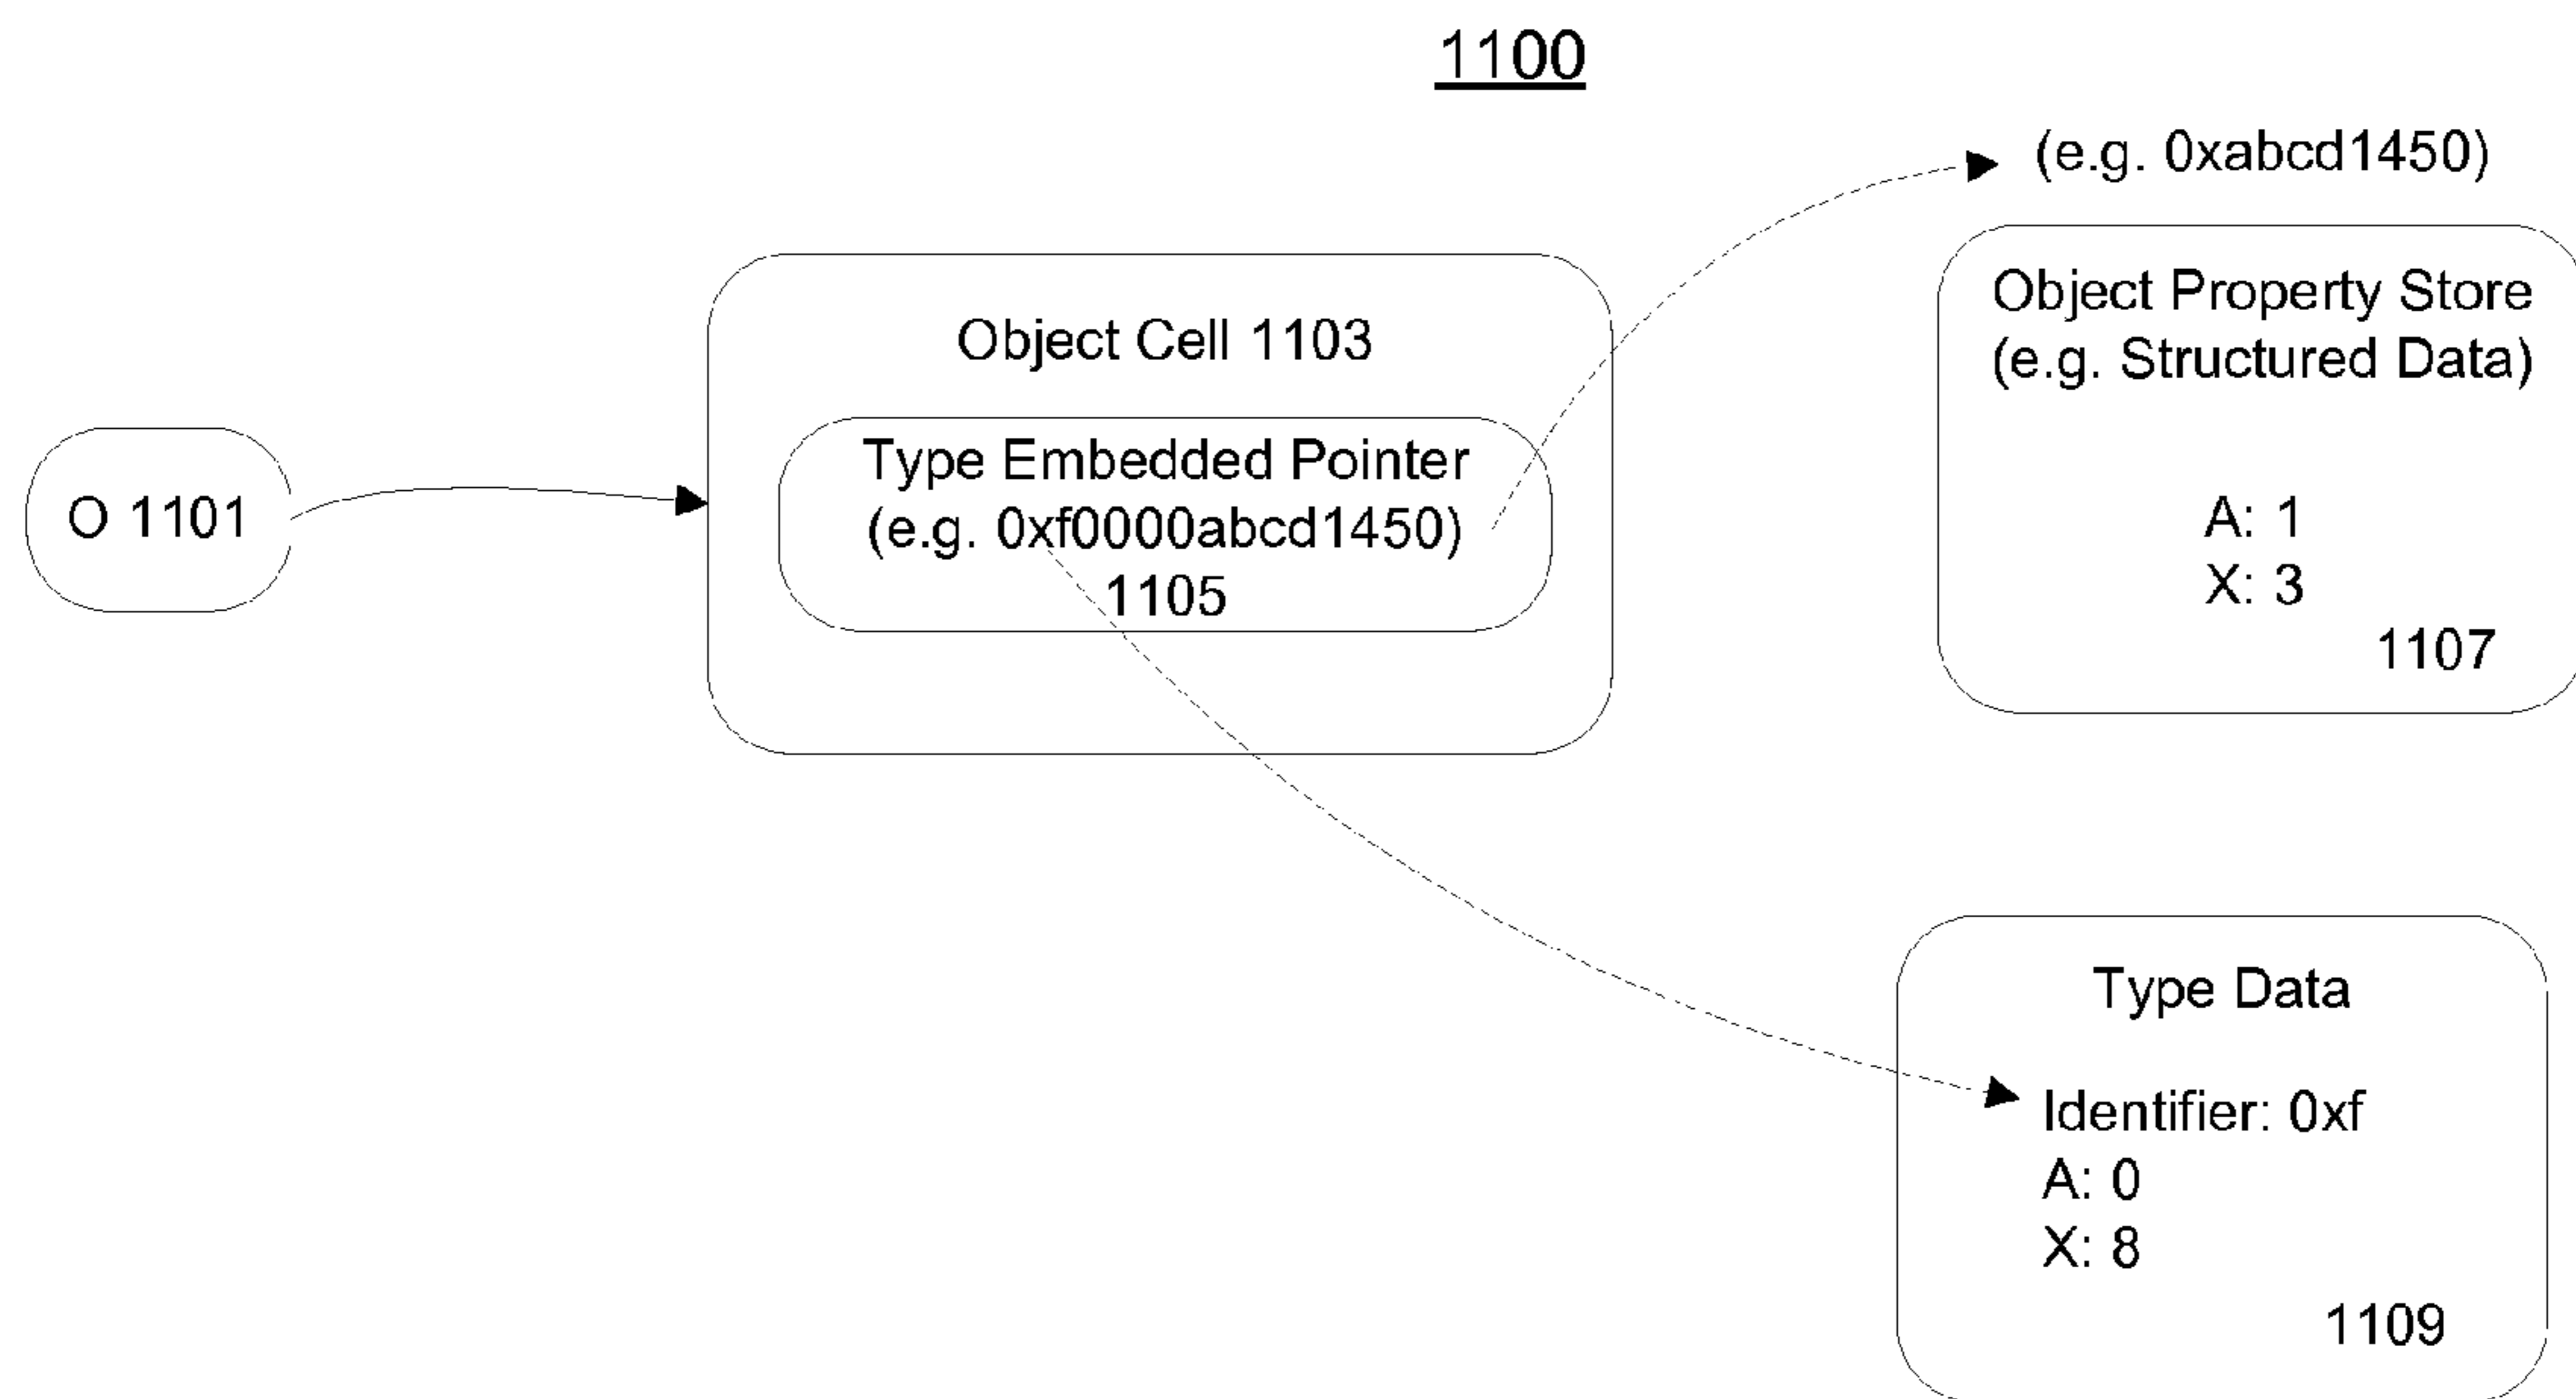 1100
(e.g. 0xabcd1450)
Object Property Store
(e.g. Structured Data)
A: 1
X: 3
1107
Object Cell 1103
Type Embedded Pointer
(e.g. 0xf0000abcd1450)
1105
O 1101
Type Data
Identifier: 0xf
A: 0
X: 8
1109